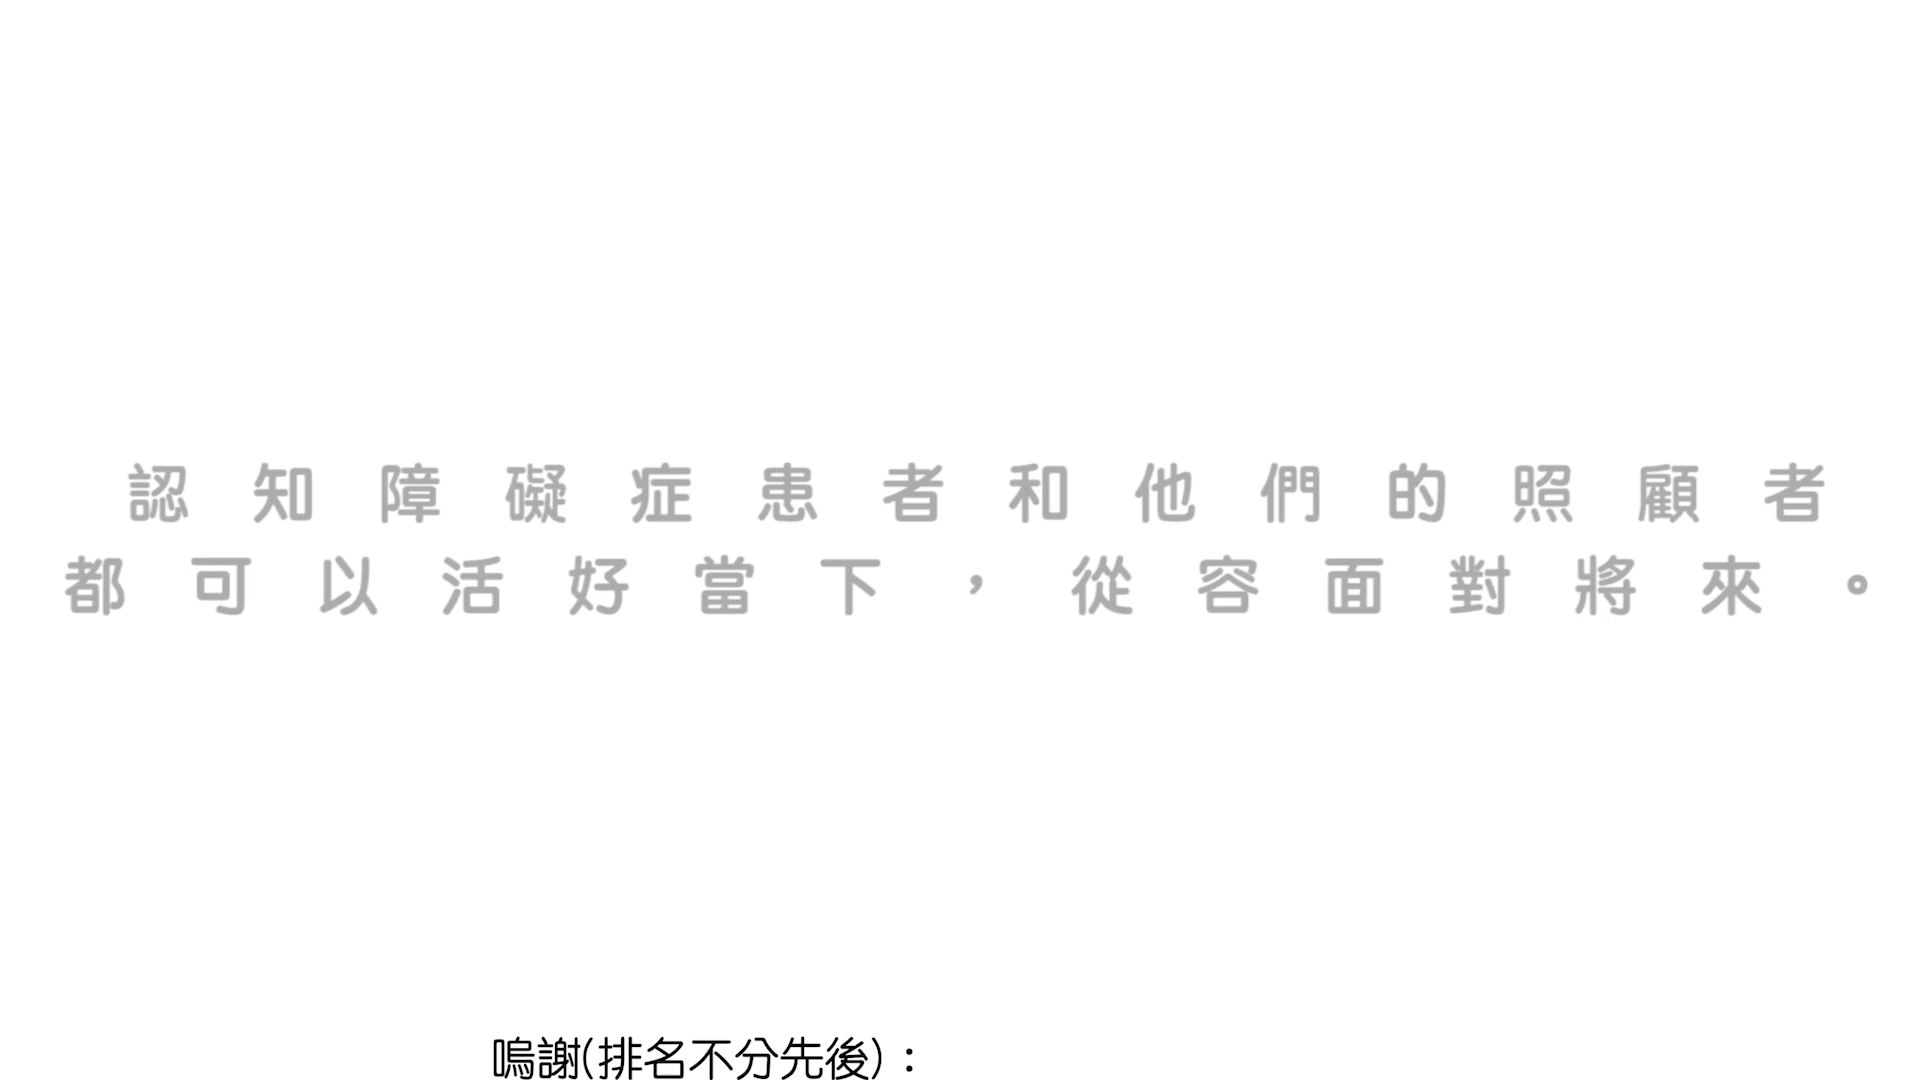 認知障礙症患者和他們的照顧者
都可以活好當下，從容面對將來。
嗚謝(排名不分先後)：